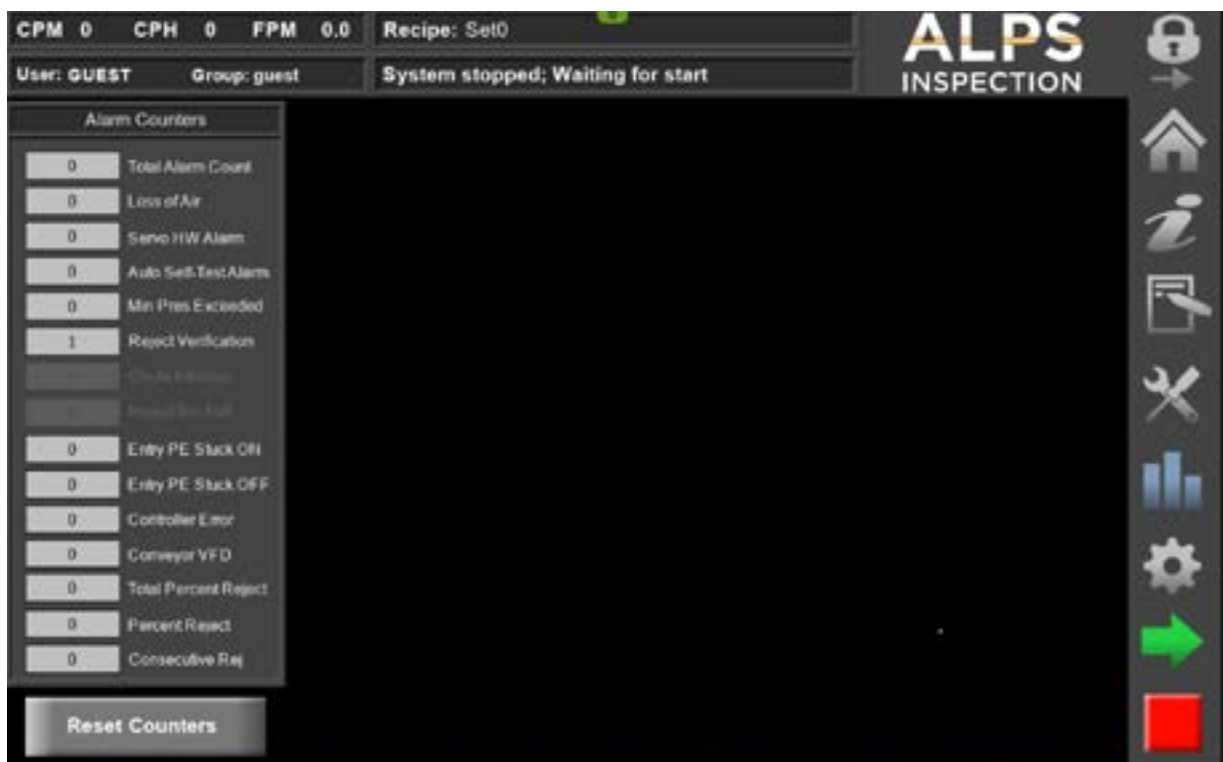 CPM 0 CPH 0 FPM 0.0
Recipe: Set0
ALPS
INSPECTION
User: GUEST Group: guest
System stopped; Waiting for start
Alarm Counters
0 Total Alarm Count
0 Loss of Air
0 Servo HW Alarm
0 Auto Self-Test Alarm
0 Min Pres Exceeded
1 Reject Verification
0 Entry PE Stuck ON
0 Entry PE Stuck OFF
0 Controller Error
0 Conveyor VFD
0 Total Percent Reject
0 Percent Reject
0 Consecutive Rej
Reset Counters